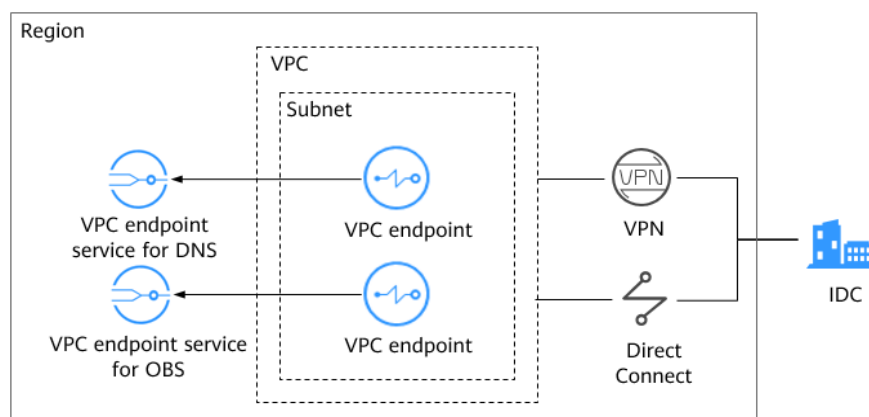 Region
VPC
Subnet
VPC endpoint
service for DNS
VPC endpoint
VPN
VPN
VPC endpoint service
for OBS
VPC endpoint
Direct
Connect
IDC